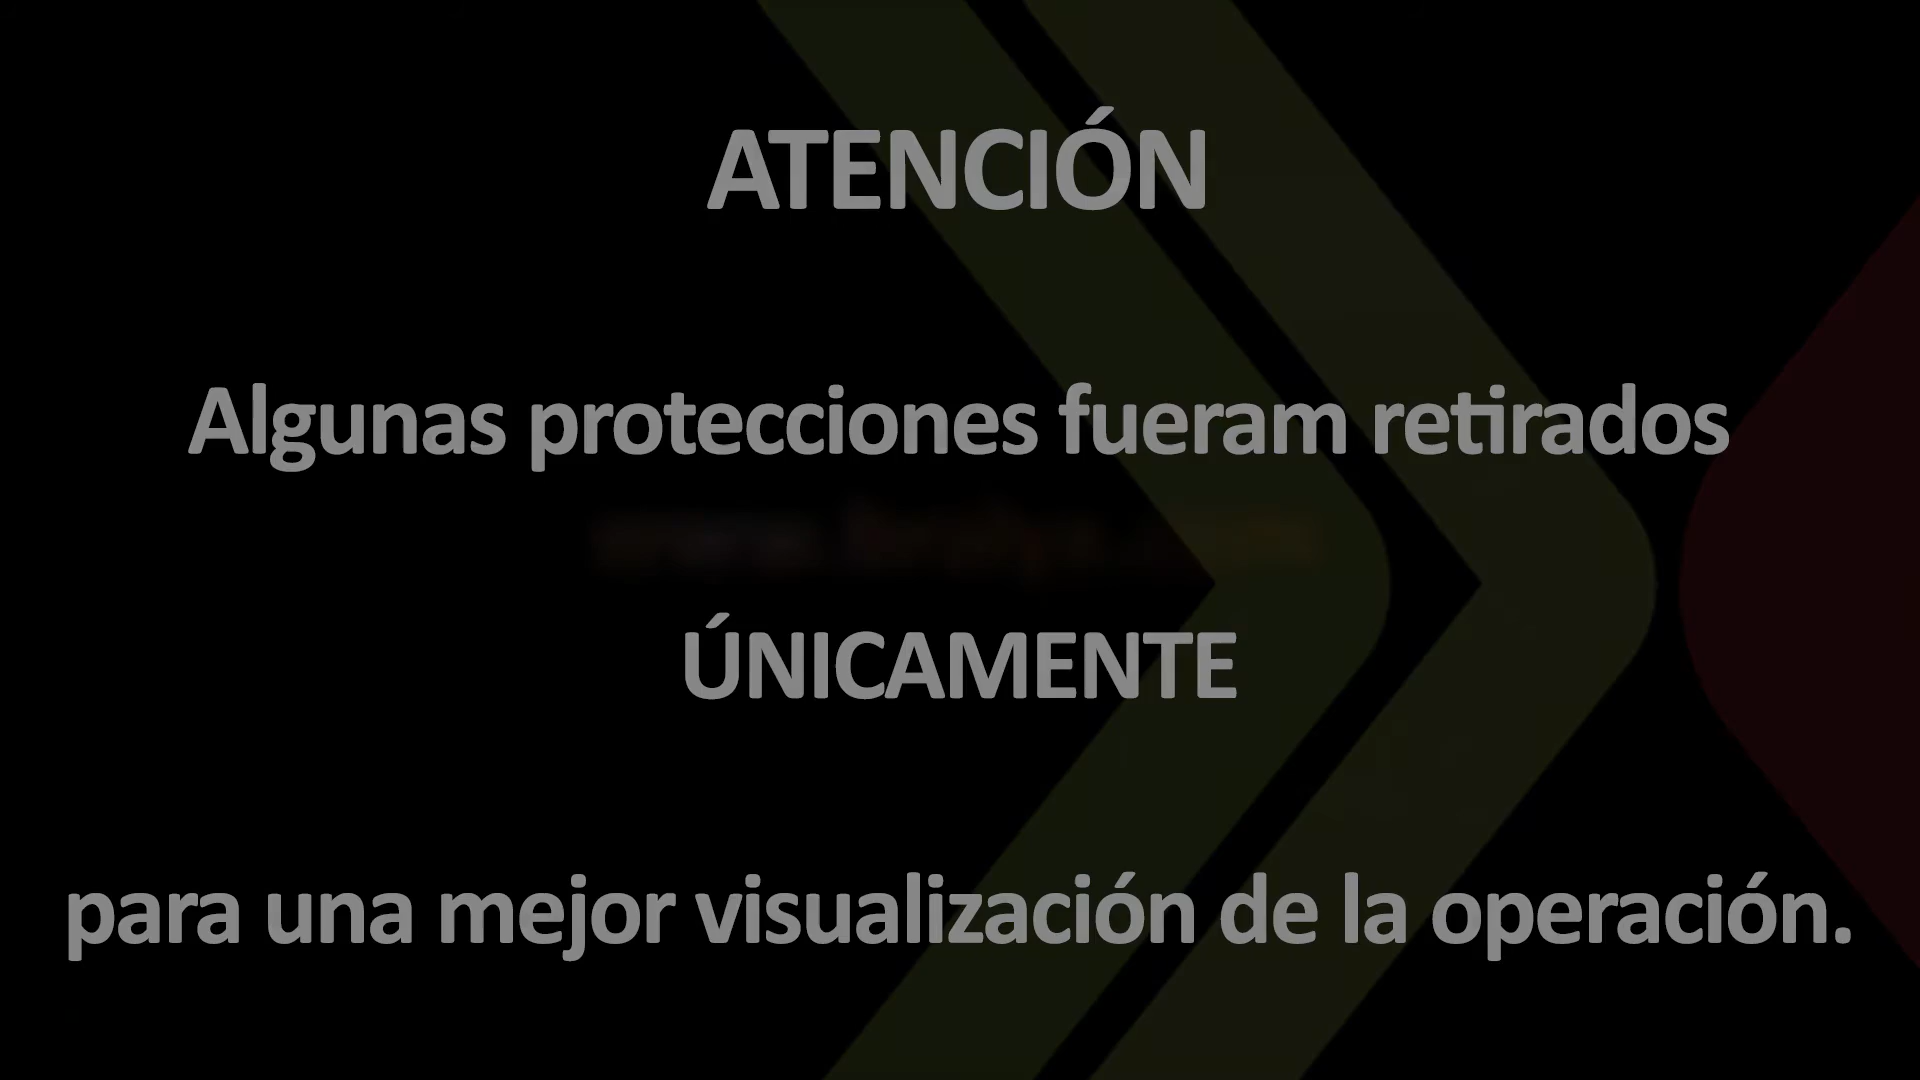 ATENCIÓN
Algunas protecciones fueram retirados
ÚNICAMENTE
para una mejor visualización de la operación.